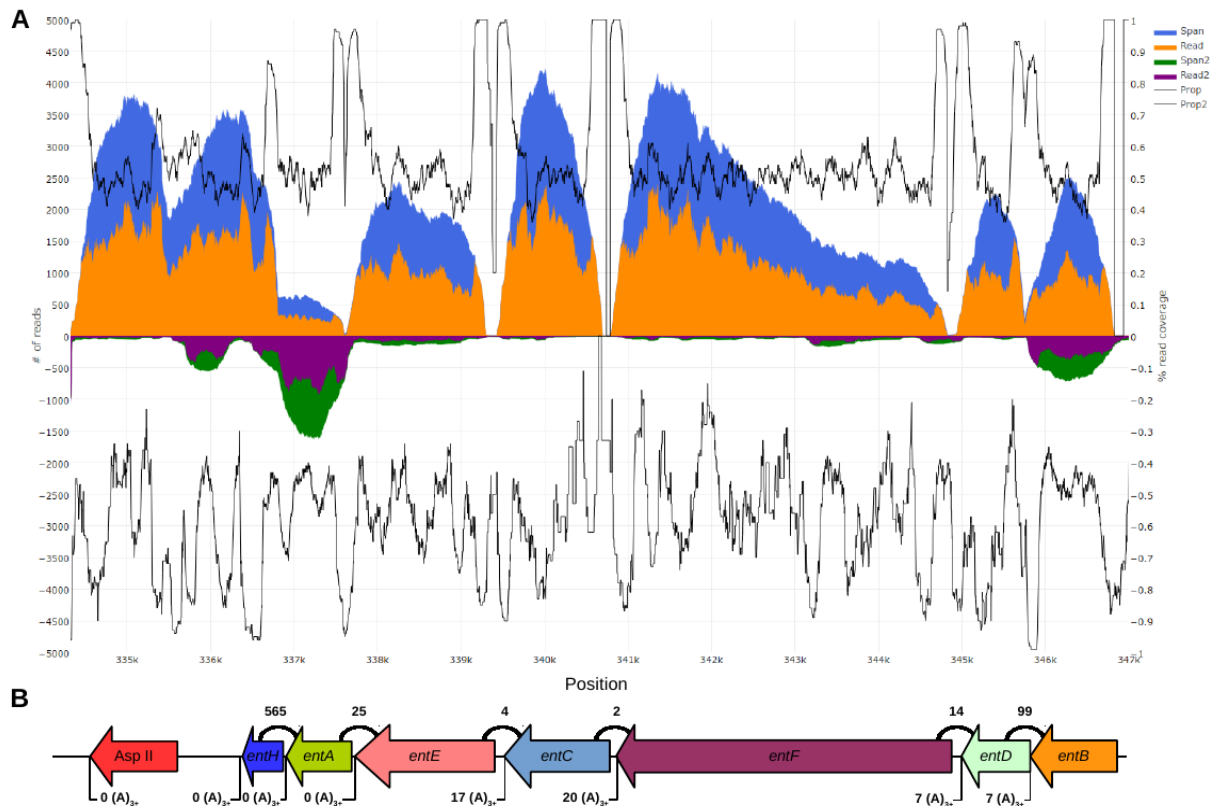 A
5000
4500
4000
3500
3000
2500
2000
1500
1000
500
0
−500
−1000
−1500
−2000
−2500
−3000
−3500
−4000
−4500
−5000
# of reads
1
0.9
0.8
0.7
0.6
0.5
0.4
0.3
0.2
0.1
0
−0.1
−0.2
−0.3
−0.4
−0.5
−0.6
−0.7
−0.8
−0.9
−1
% read coverage
Span
Read
Span2
Read2
Prop
Prop2
335k 336k 337k 338k 339k 340k 341k 342k 343k 344k 345k 346k 347k
Position
B
565 25 4 2 14 99
Asp II entH entA entE entC entF entD entB
0 (A)3+ 0 (A)3+ 0 (A)3+ 0 (A)3+ 17 (A)3+ 20 (A)3+ 7 (A)3+ 7 (A)3+